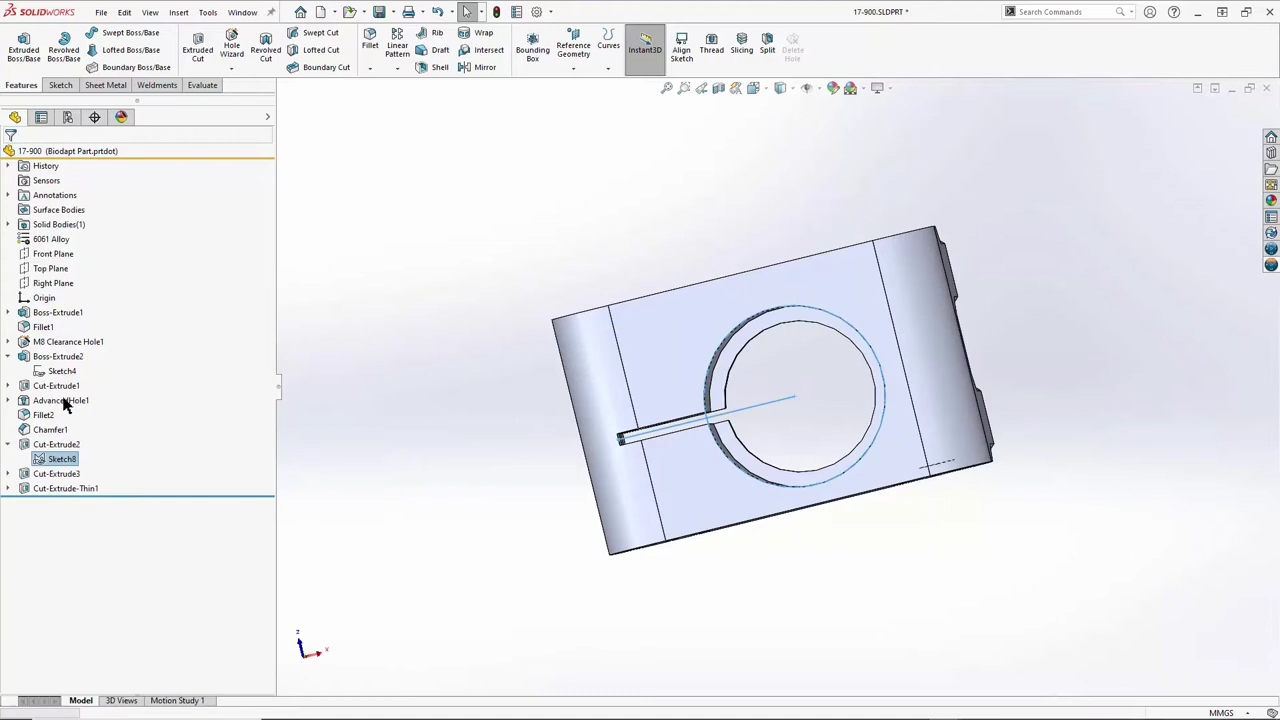 SOLIDWORKS File Edit View Insert Tools Window 17-900.SLDPRT * Search Commands
Extruded Boss/Base
Revolved Boss/Base
Swept Boss/Base
Lofted Boss/Base
Boundary Boss/Base
Extruded Cut
Hole Wizard
Revolved Cut
Swept Cut
Lofted Cut
Boundary Cut
Fillet
Linear Pattern
Rib
Draft
Shell
Wrap
Intersect
Mirror
Bounding Box
Reference Geometry
Curves
Instant3D
Align Sketch
Thread
Slicing
Split
Delete Hole
Features Sketch Sheet Metal Weldments Evaluate
17-900 (Biodapt Part.prtdot)
History
Sensors
Annotations
Surface Bodies
Solid Bodies(1)
6061 Alloy
Front Plane
Top Plane
Right Plane
Origin
Boss-Extrude1
Fillet1
M8 Clearance Hole1
Boss-Extrude2
Sketch4
Cut-Extrude1
AdvancedHole1
Fillet2
Chamfer1
Cut-Extrude2
Sketch8
Cut-Extrude3
Cut-Extrude-Thin1
z
x
Model 3D Views Motion Study 1
MMGS